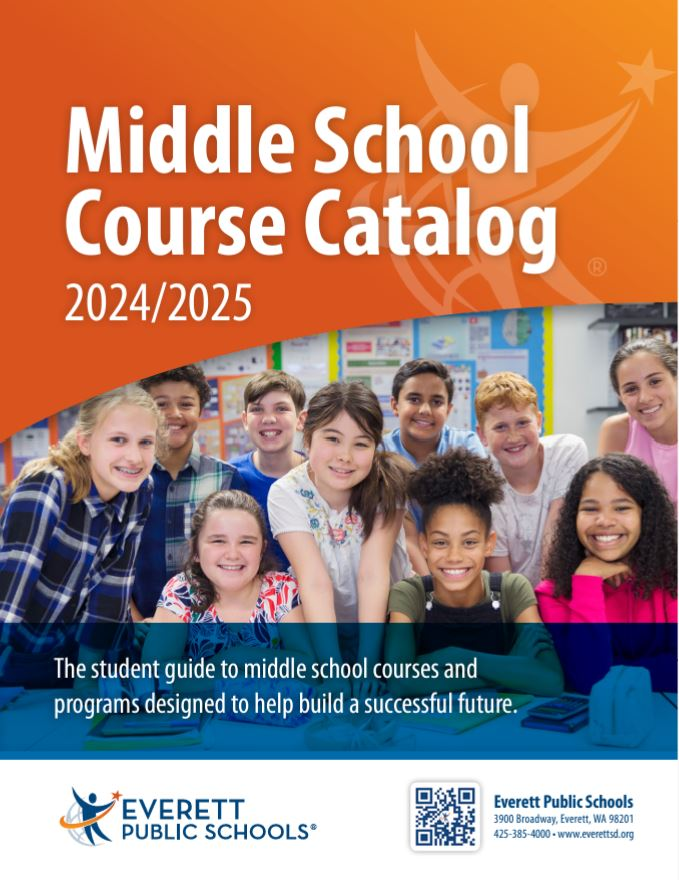 Middle School
Course Catalog
2024/2025
®
The student guide to middle school courses and
programs designed to help build a successful future.
EVERETT
PUBLIC SCHOOLS®
Everett Public Schools
3900 Broadway, Everett, WA 98201
425-385-4000 • www.everettsd.org